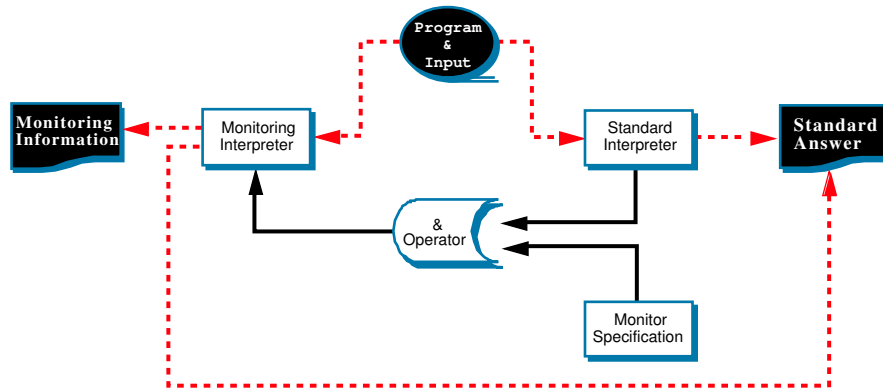 Program
&
Input
Monitoring
Information
Monitoring
Interpreter
Standard
Interpreter
Standard
Answer
&
Operator
Monitor
Specification